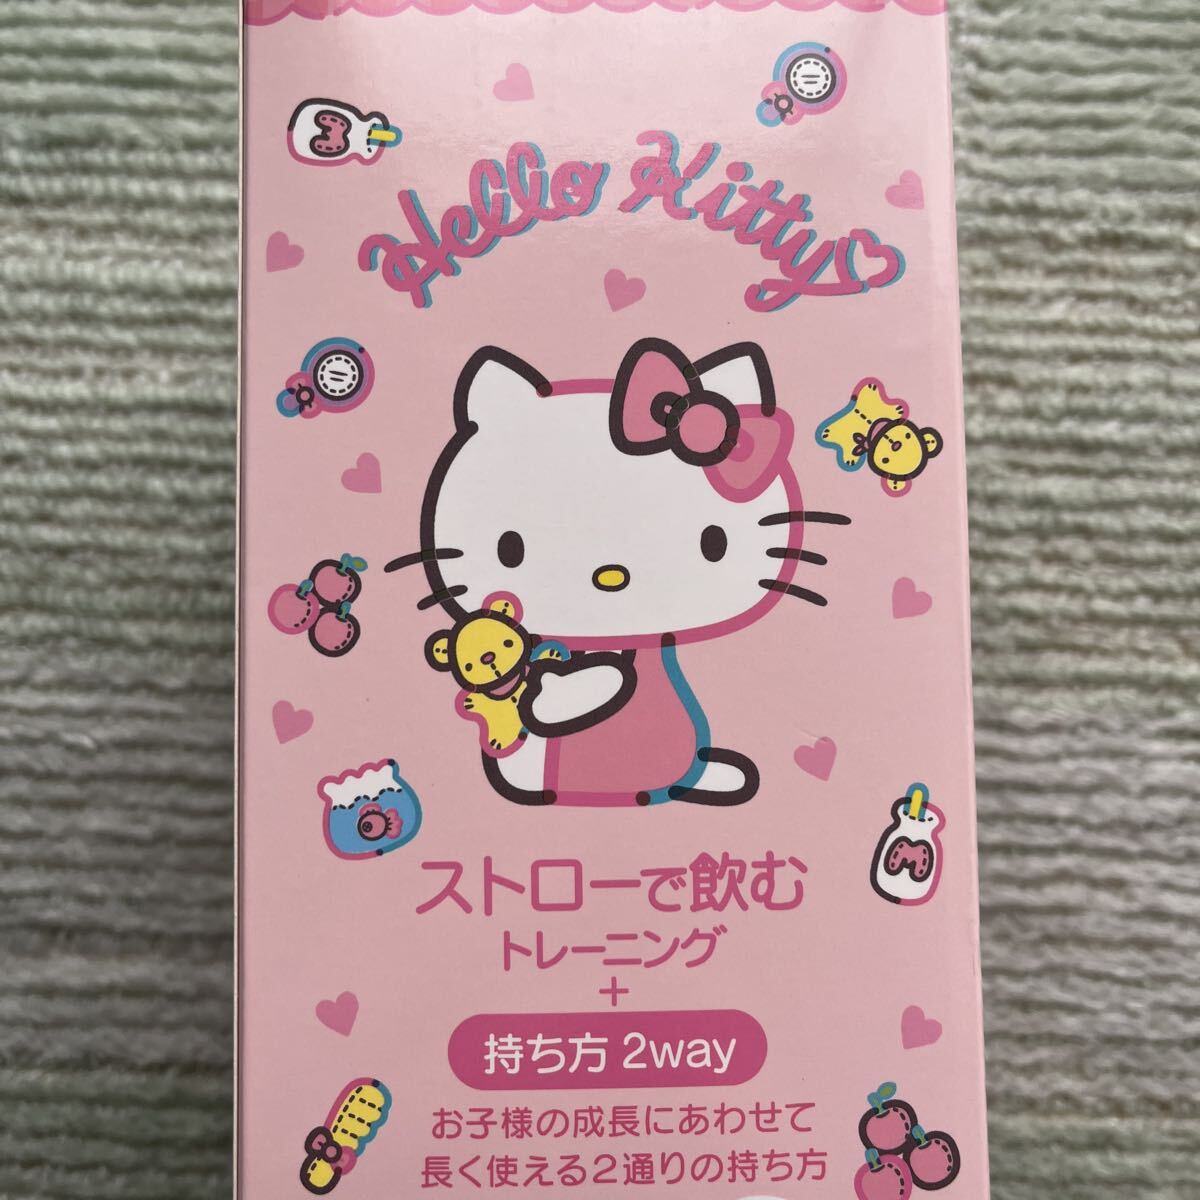 Hello Kitty
ストローで飲む
トレーニング
+
持ち方 2way
お子様の成長にあわせて
長く使える2通りの持ち方
M
M